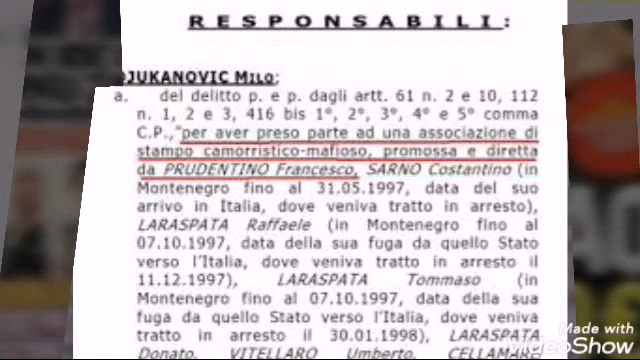 RESPONSABILI:
DJUKANOVIC MILO:
a. del delitto p. e p. dagli artt. 61 n. 2 e 10, 112
n. 1, 2 e 3, 416 bis 1°, 2°, 3°, 4° e 5° comma
C.P., "per aver preso parte ad una associazione di
stampo camorristico-mafioso, promossa e diretta
da PRUDENTINO Francesco, SARNO Costantino (in
Montenegro fino al 31.05.1997, data del suo
arrivo in Italia, dove veniva tratto in arresto),
LARASPATA Raffaele (in Montenegro fino al
07.10.1997, data della sua fuga da quello Stato
verso l'Italia, dove veniva tratto in arresto il
11.12.1997), LARASPATA Tommaso (in
Montenegro fino al 07.10.1997, data della sua
fuga da quello Stato verso l'Italia, dove veniva
tratto in arresto il 30.01.1998), LARASPATA
Donato, VITELLARO Umberto, CELLAMARE
Made with
VideoShow